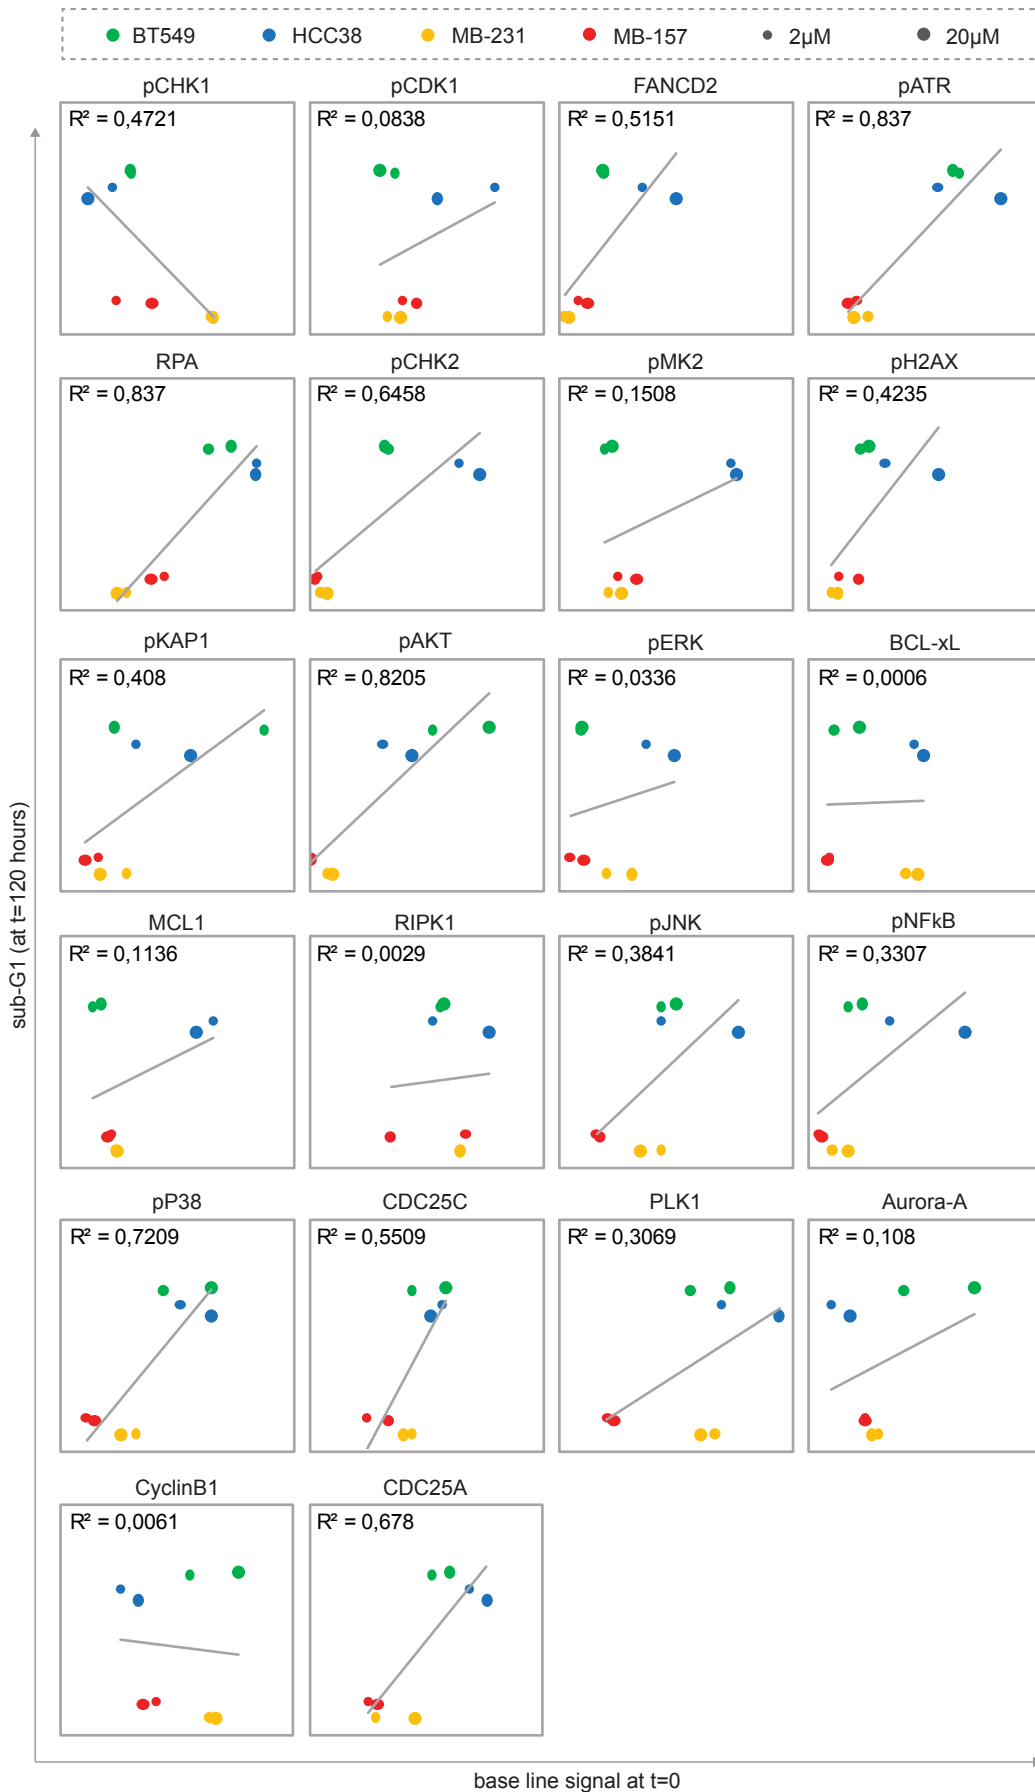 BT549 HCC38 MB-231 MB-157 2µM 20µM
pCHK1 pCDK1 FANCD2 pATR
R² = 0,4721 R² = 0,0838 R² = 0,5151 R² = 0,837
RPA pCHK2 pMK2 pH2AX
R² = 0,837 R² = 0,6458 R² = 0,1508 R² = 0,4235
pKAP1 pAKT pERK BCL-xL
R² = 0,408 R² = 0,8205 R² = 0,0336 R² = 0,0006
MCL1 RIPK1 pJNK pNFkB
R² = 0,1136 R² = 0,0029 R² = 0,3841 R² = 0,3307
pP38 CDC25C PLK1 Aurora-A
R² = 0,7209 R² = 0,5509 R² = 0,3069 R² = 0,108
CyclinB1 CDC25A
R² = 0,0061 R² = 0,678
sub-G1 (at t=120 hours)
base line signal at t=0